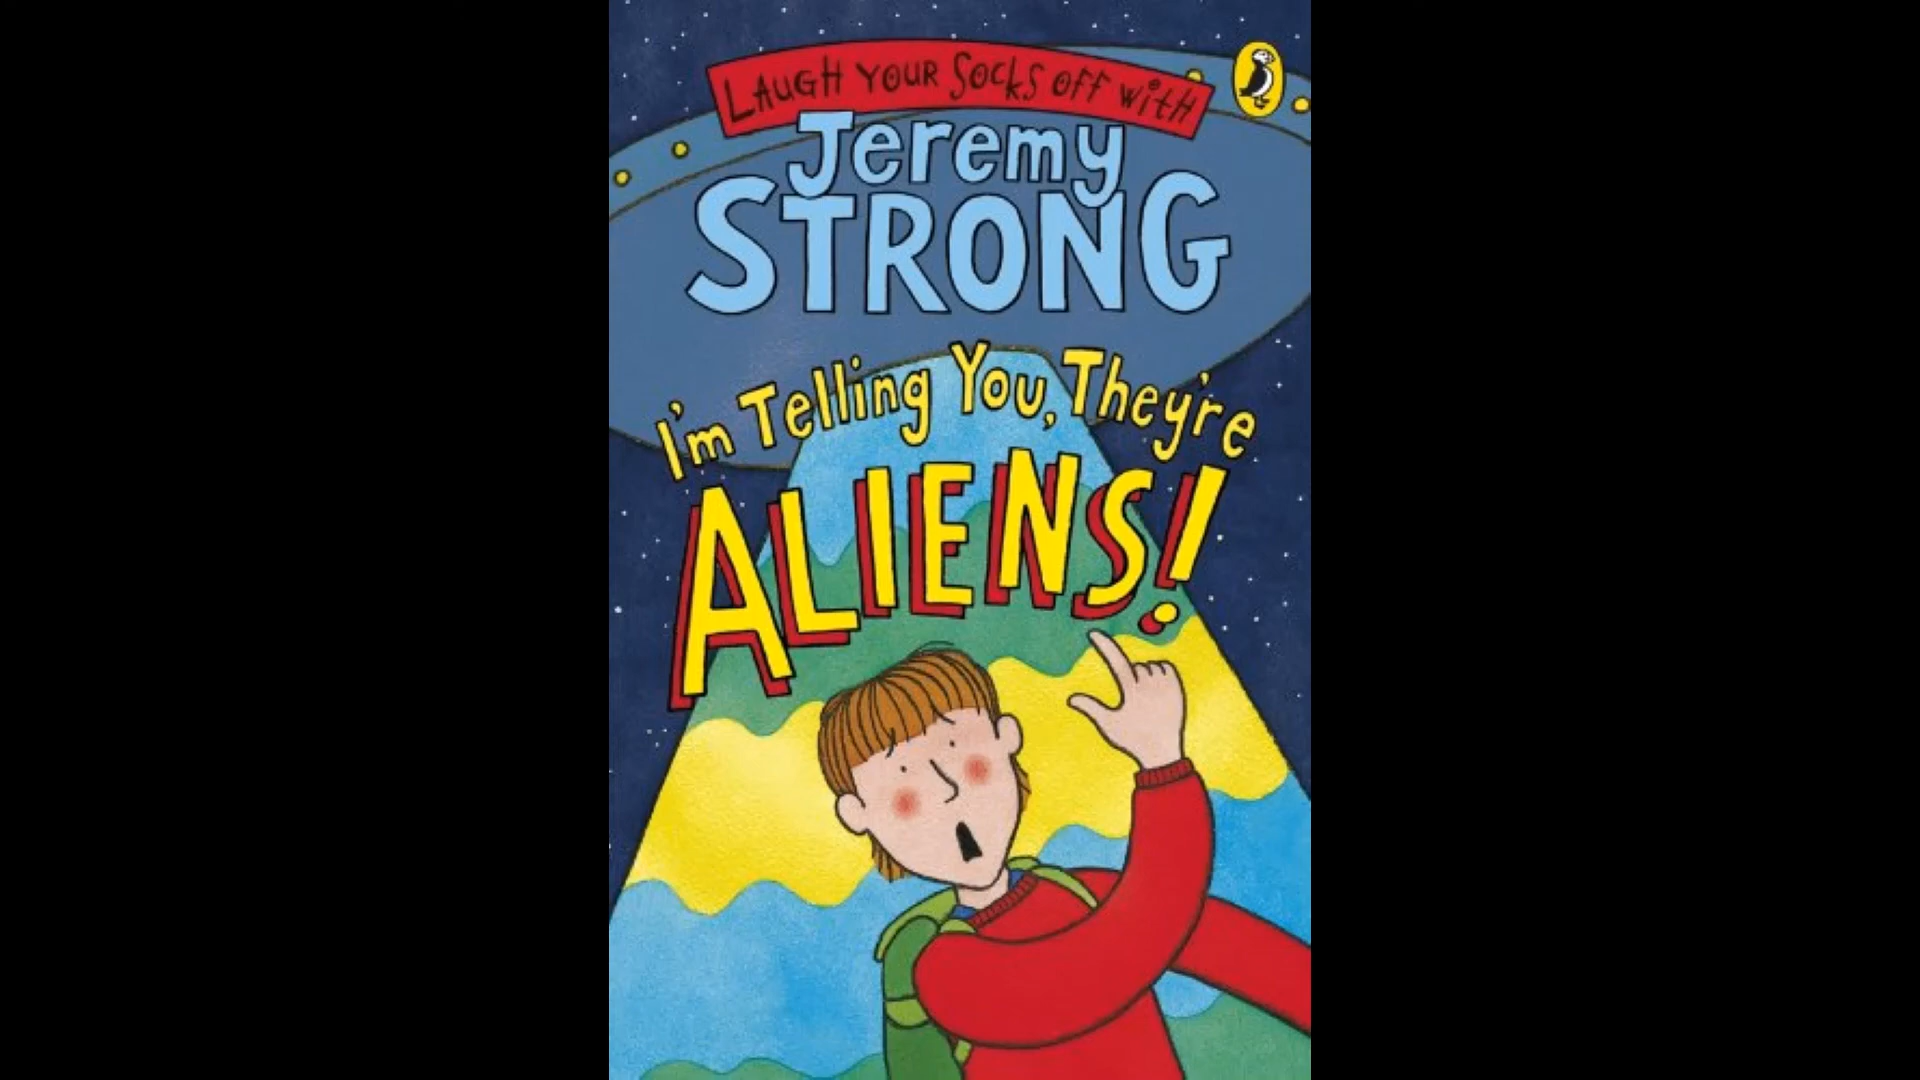 LAUGH YOUR SOCKS OFF WITH
Jeremy
STRONG
I'm Telling You, They're
ALIENS!